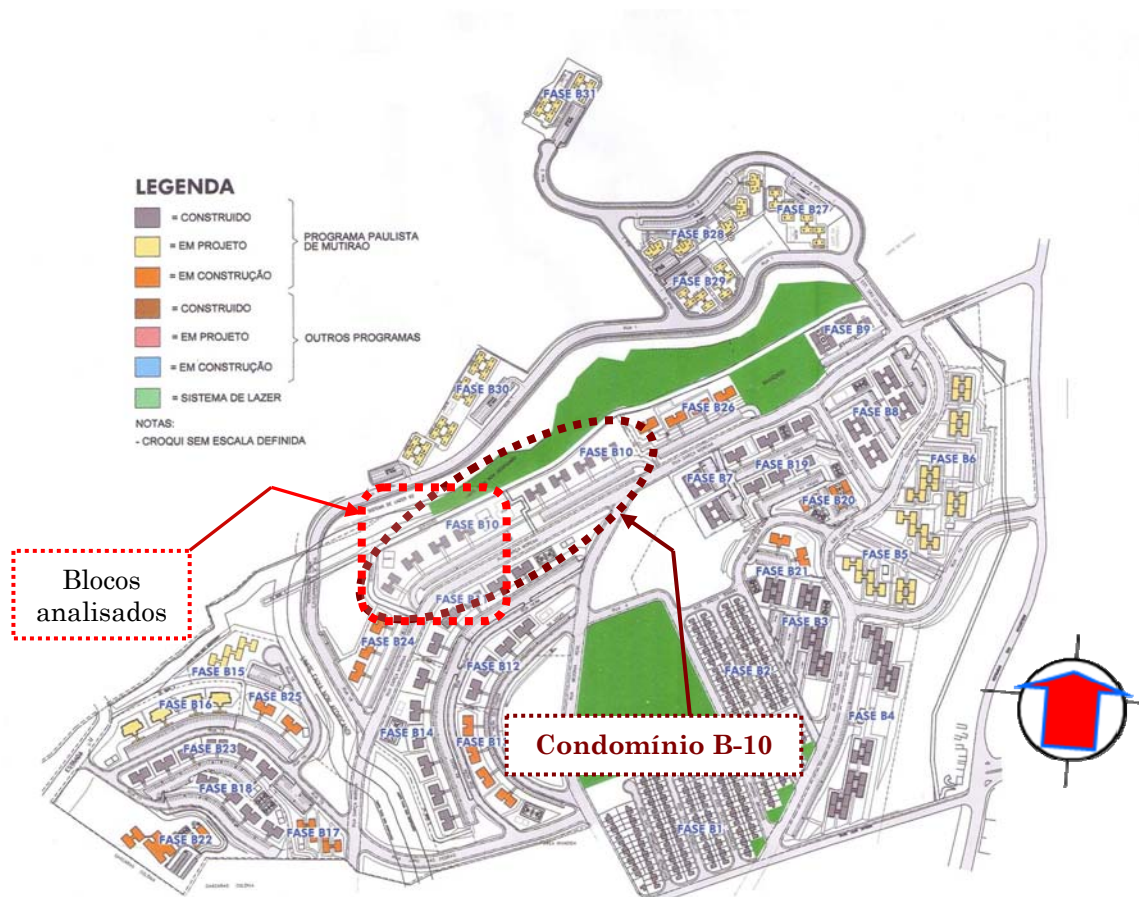 LEGENDA
= CONSTRUIDO
= EM PROJETO
= EM CONSTRUÇÃO
PROGRAMA PAULISTA
DE MUTIRAO
= CONSTRUIDO
= EM PROJETO
= EM CONSTRUÇÃO
OUTROS PROGRAMAS
= SISTEMA DE LAZER
NOTAS:
- CROQUI SEM ESCALA DEFINIDA
FASE B31
FASE B27
FASE B28
FASE B29
FASE B9
FASE B30
FASE B26
FASE B8
FASE B10
FASE B6
FASE B19
FASE B7
FASE B20
FASE B10
FASE B5
FASE B21
Blocos
analisados
FASE B3
FASE B24
FASE B2
FASE B12
FASE B15
FASE B25
FASE B16
FASE B4
FASE B14
Condomínio B-10
FASE B23
FASE B18
FASE B1
FASE B17
FASE B22